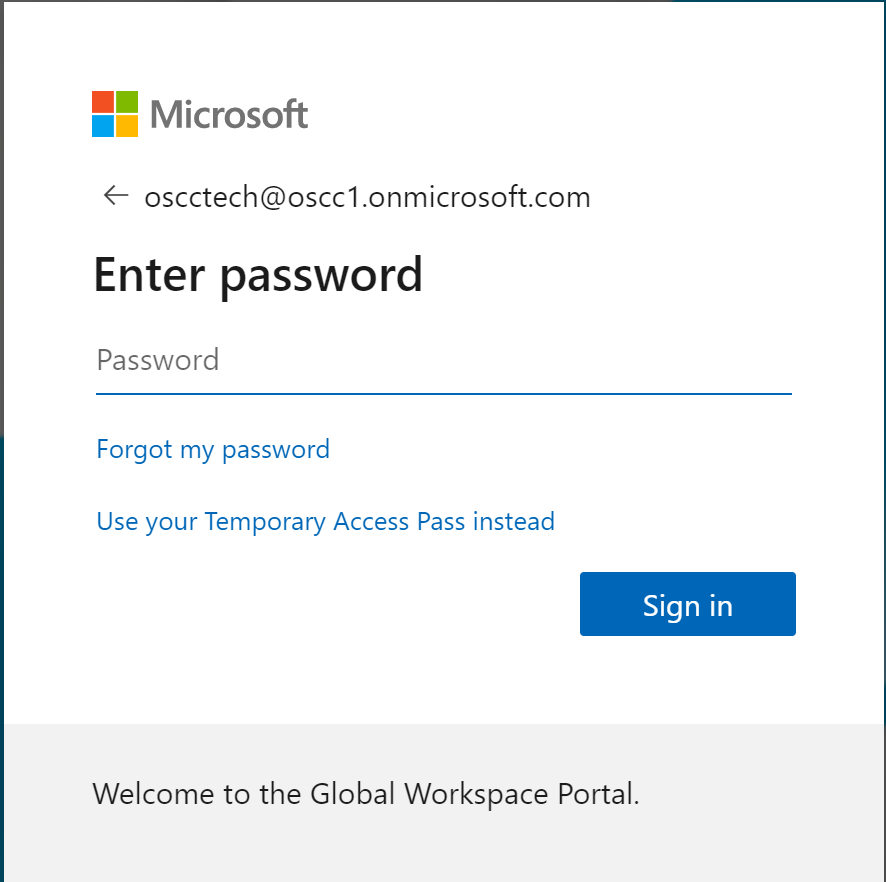 Microsoft
← oscctech@oscc1.onmicrosoft.com
Enter password
Password
Forgot my password
Use your Temporary Access Pass instead
Sign in
Welcome to the Global Workspace Portal.